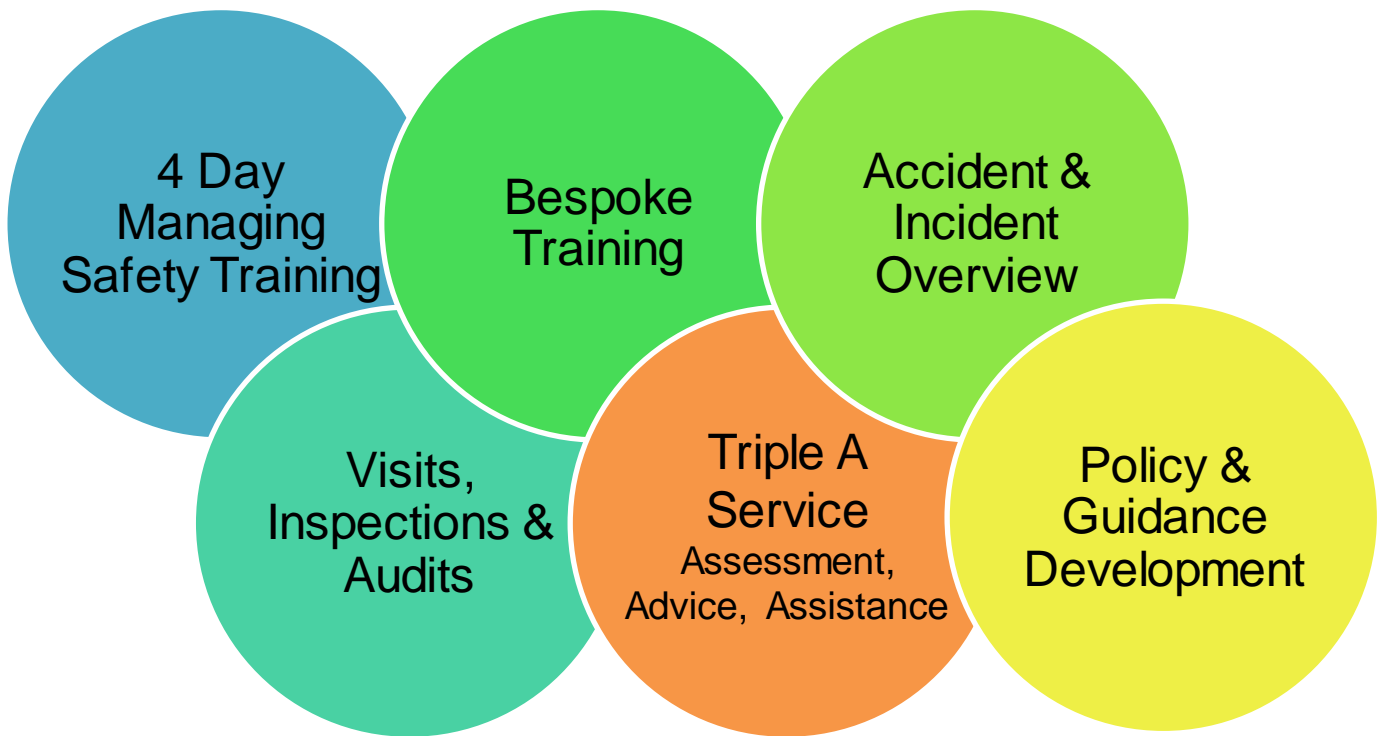 4 Day
Managing
Safety Training
Bespoke
Training
Accident &
Incident
Overview
Visits,
Inspections &
Audits
Triple A
Service
Assessment,
Advice, Assistance
Policy &
Guidance
Development